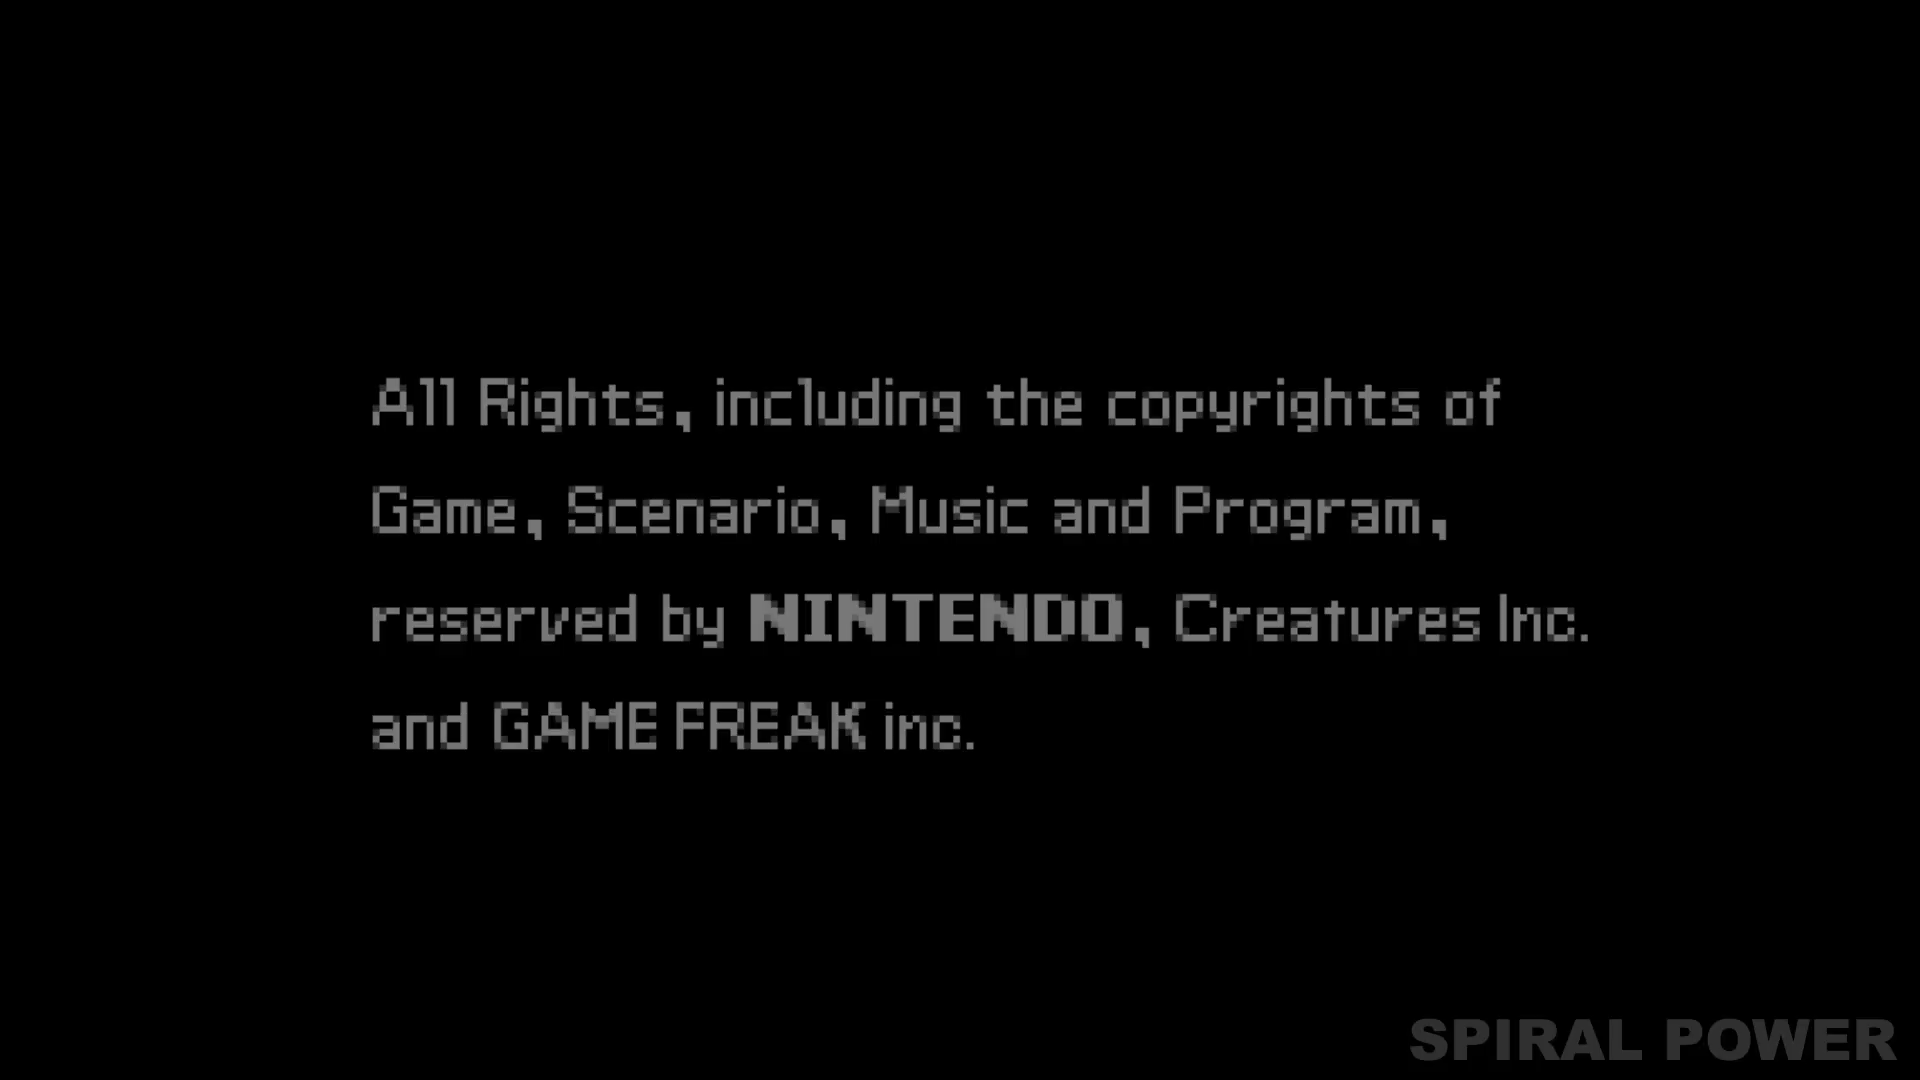 All Rights, including the copyrights of
Game, Scenario, Music and Program,
reserved by NINTENDO, Creatures Inc.
and GAME FREAK inc.
SPIRAL POWER